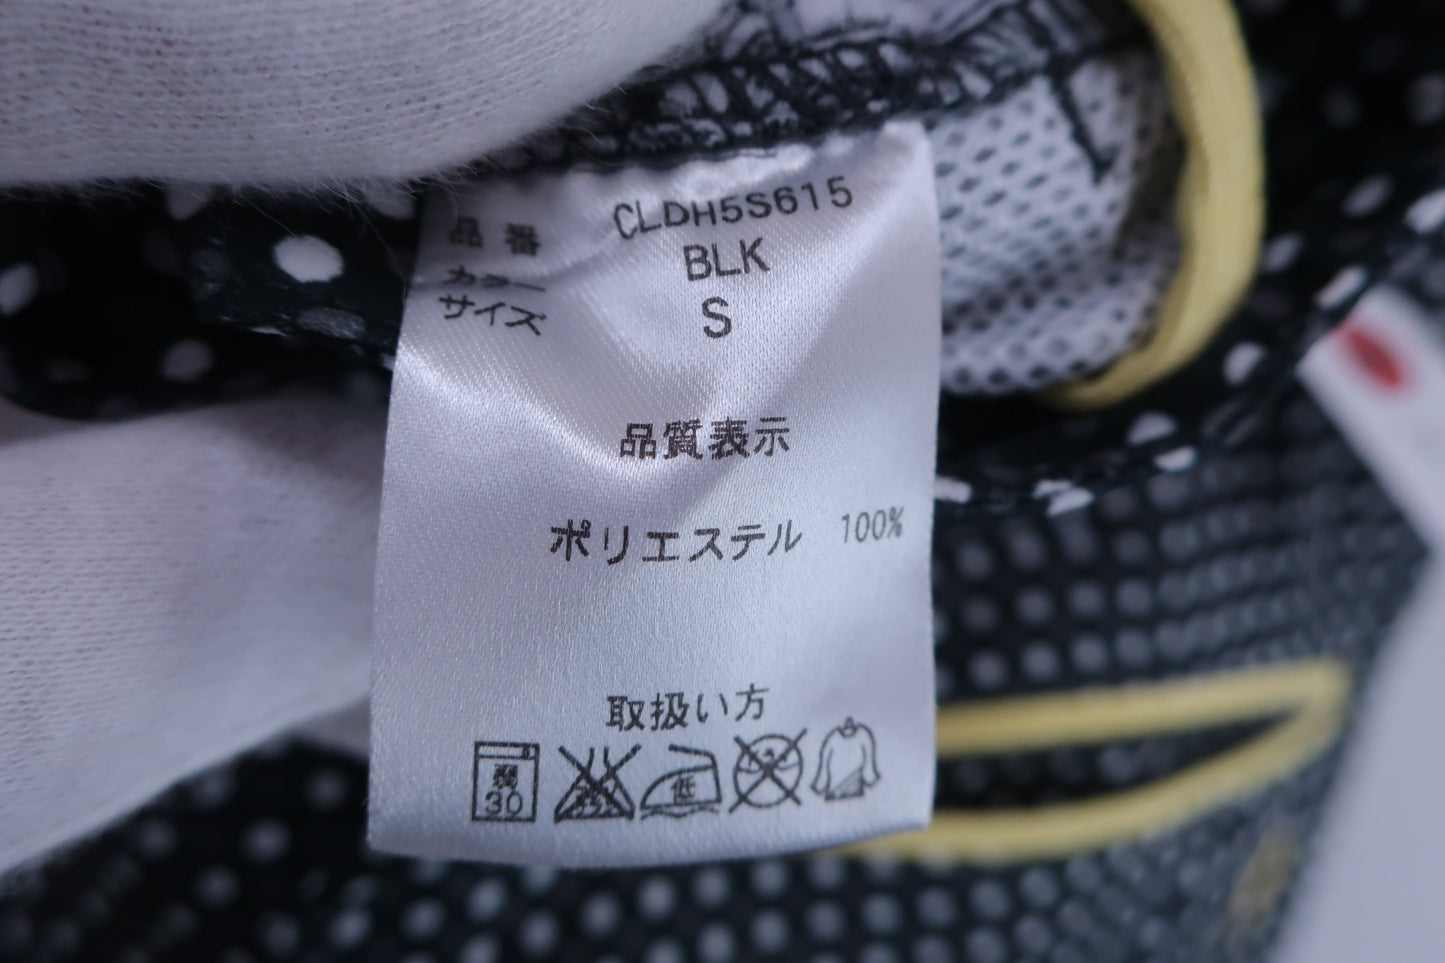 品番 CLDH5S615
カラー BLK
サイズ S
品質表示
ポリエステル 100%
取扱い方
弱 30 低